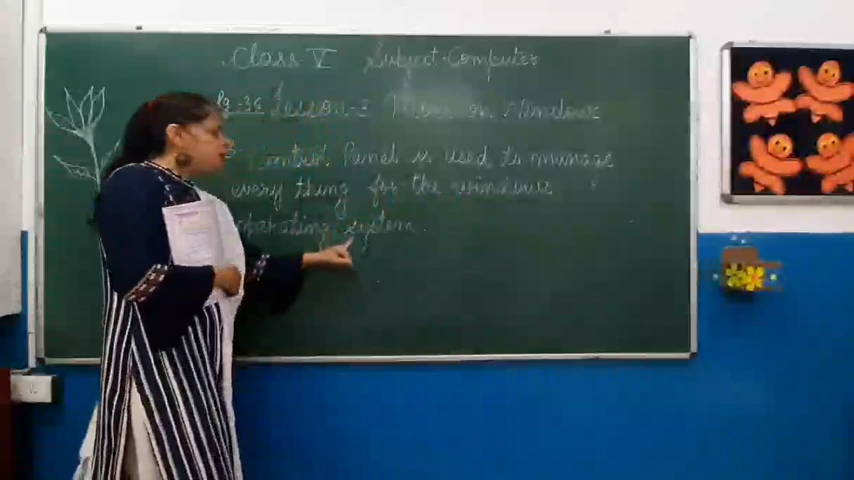 Class V Subject-Computer
Pg-36 Lesson-3 More on Windows
Control Panel is used to manage
every thing for the windows
operating system.